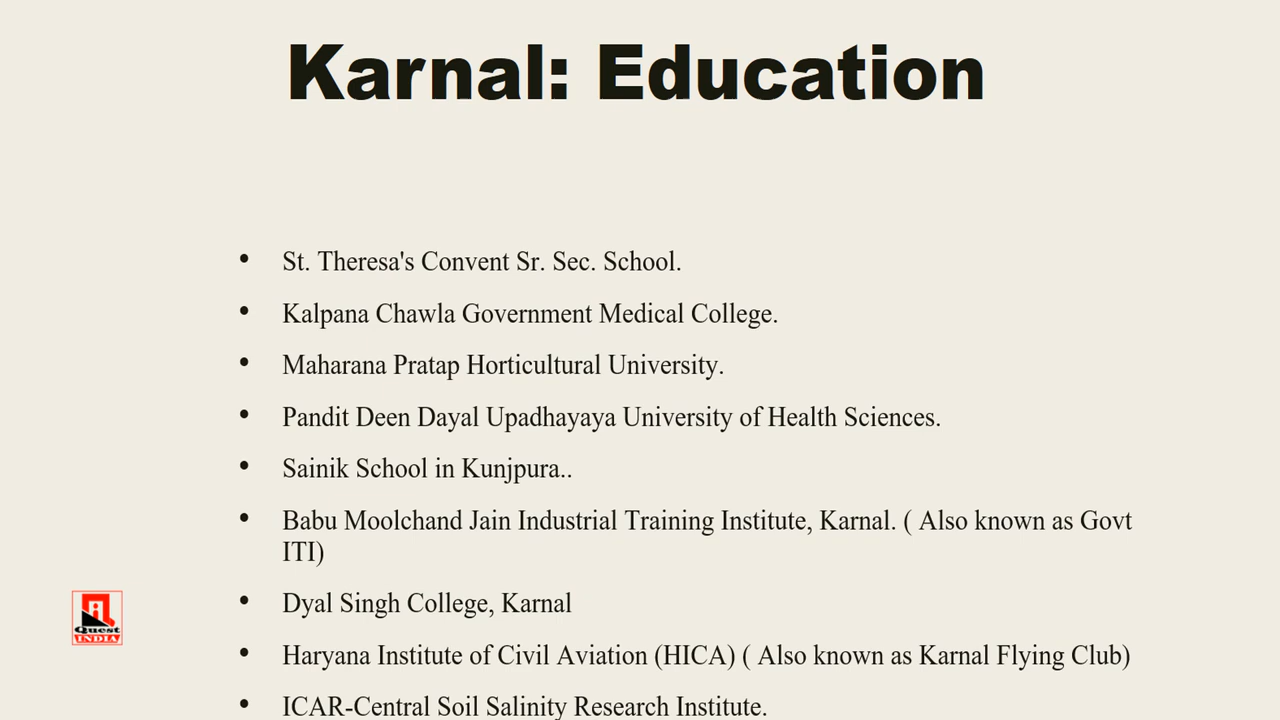 Karnal: Education
• St. Theresa's Convent Sr. Sec. School.
• Kalpana Chawla Government Medical College.
• Maharana Pratap Horticultural University.
• Pandit Deen Dayal Upadhayaya University of Health Sciences.
• Sainik School in Kunjpura..
• Babu Moolchand Jain Industrial Training Institute, Karnal. ( Also known as Govt
ITI)
• Dyal Singh College, Karnal
• Haryana Institute of Civil Aviation (HICA) ( Also known as Karnal Flying Club)
• ICAR-Central Soil Salinity Research Institute.
Quest
INDIA